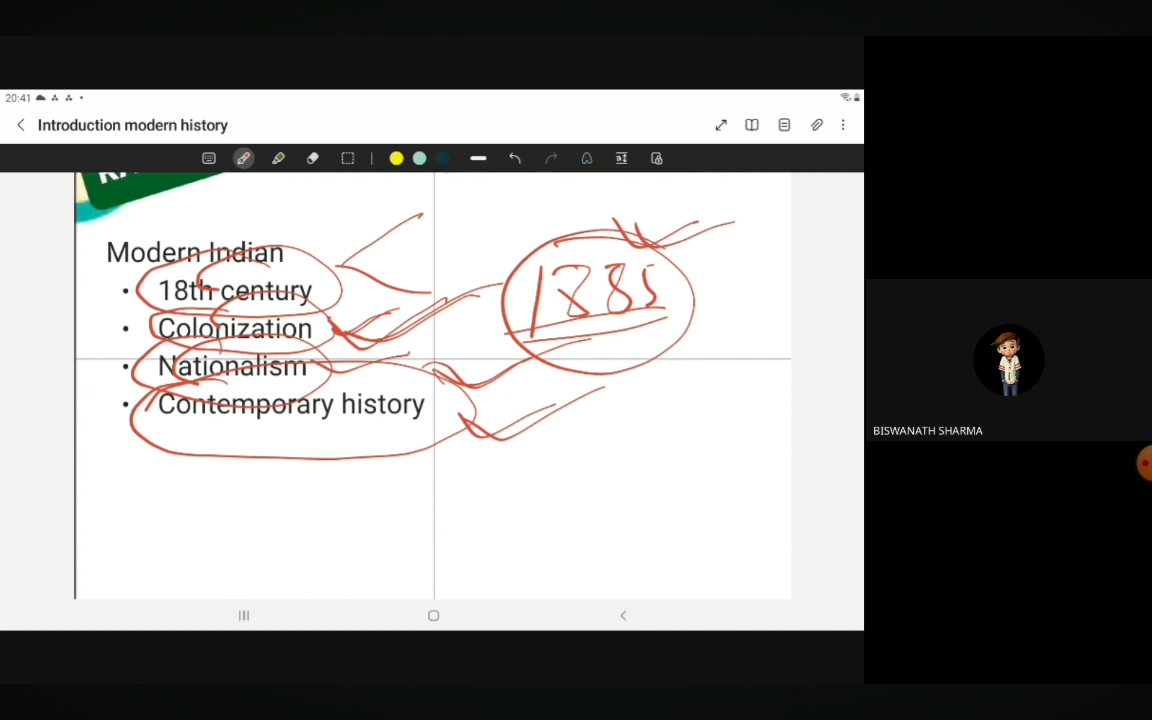 20:41
Introduction modern history
Modern Indian
• 18th century
• Colonization
• Nationalism
• Contemporary history
1885
BISWANATH SHARMA